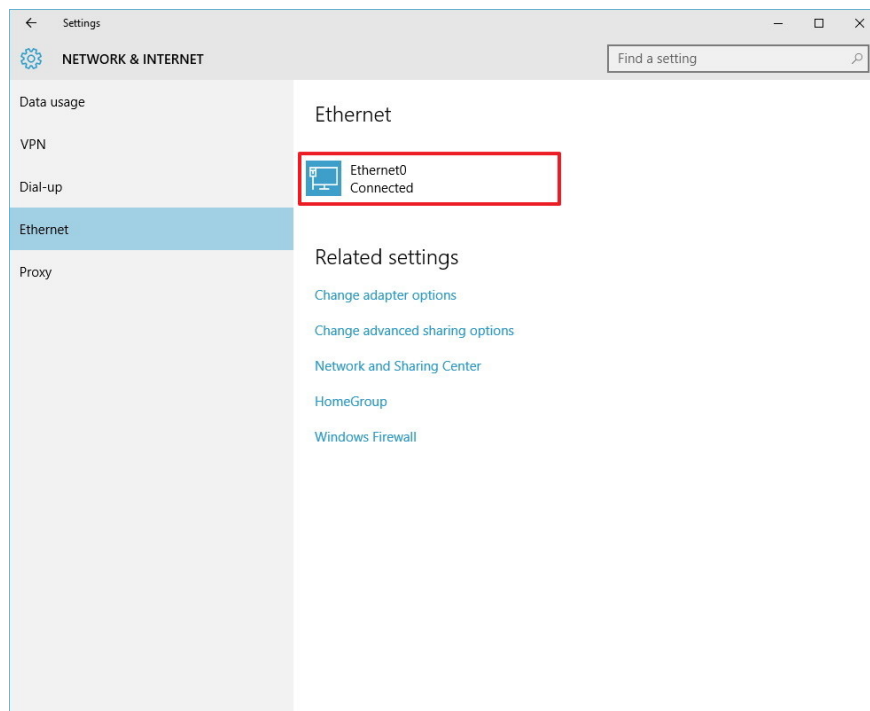 Settings
NETWORK & INTERNET
Find a setting
Data usage
VPN
Dial-up
Ethernet
Proxy
Ethernet
Ethernet0
Connected
Related settings
Change adapter options
Change advanced sharing options
Network and Sharing Center
HomeGroup
Windows Firewall